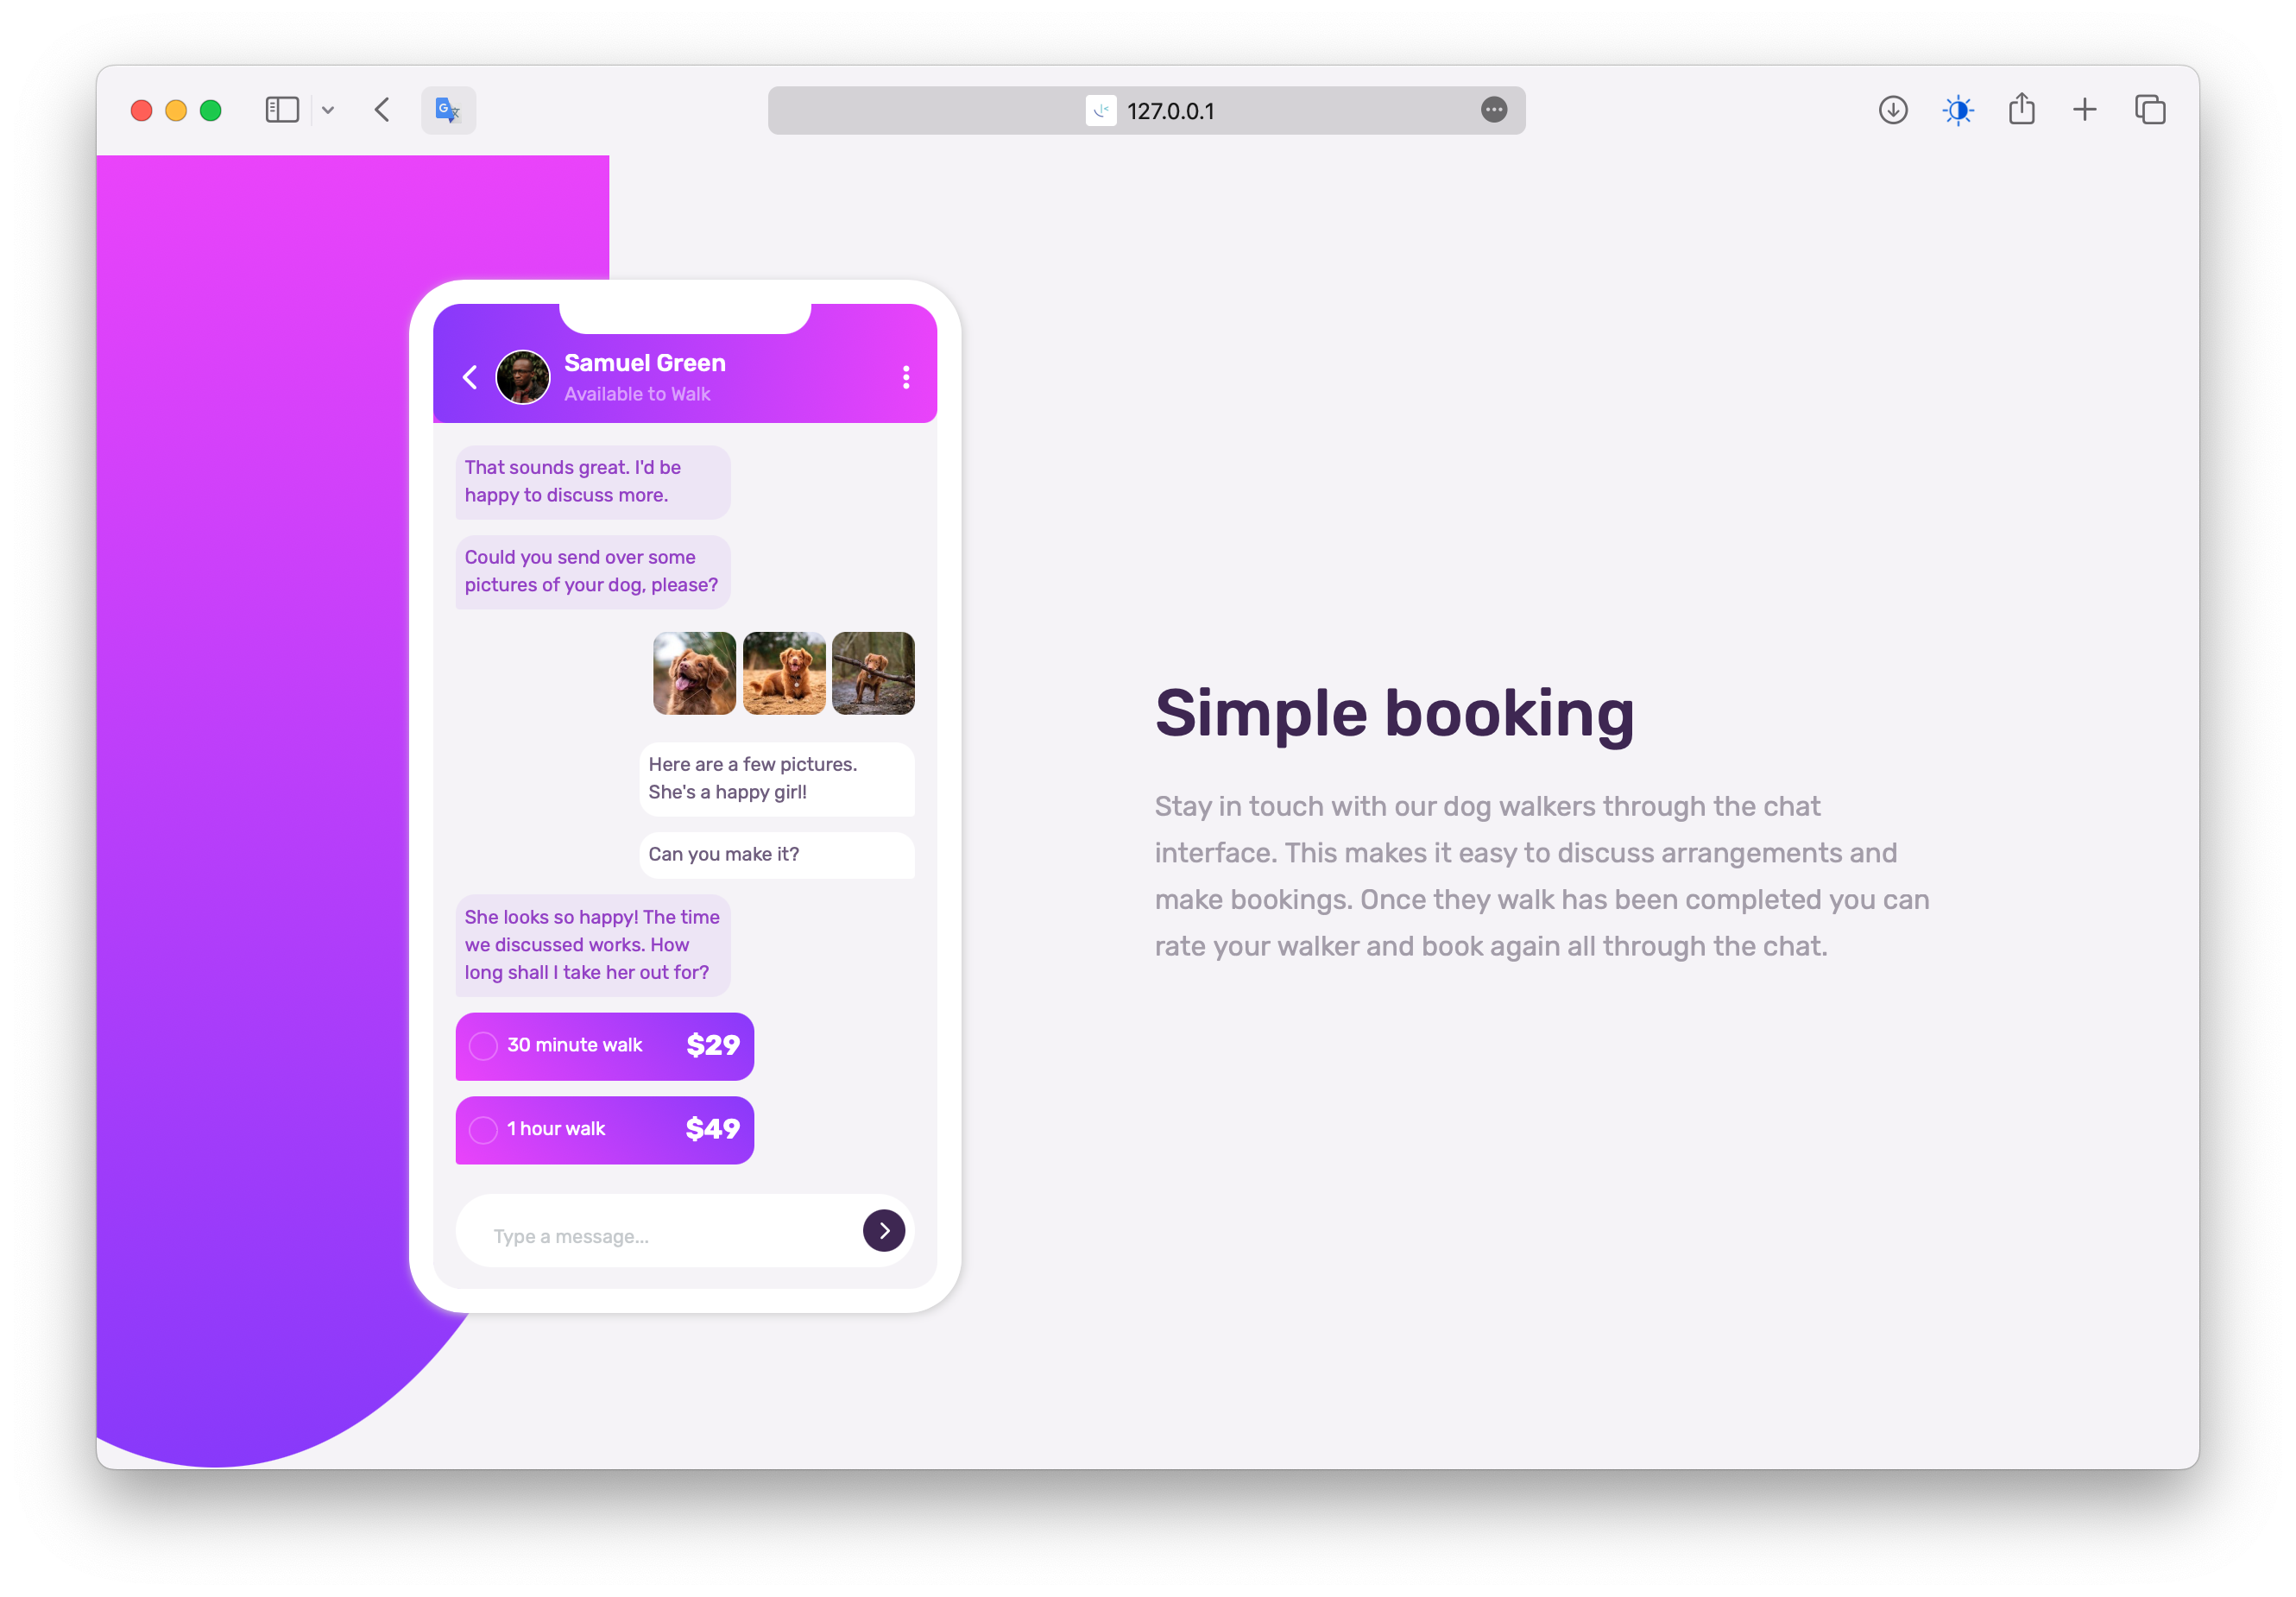 127.0.0.1
Samuel Green
Available to Walk
That sounds great. I'd be
happy to discuss more.
Could you send over some
pictures of your dog, please?
Here are a few pictures.
She's a happy girl!
Can you make it?
She looks so happy! The time
we discussed works. How
long shall I take her out for?
30 minute walk $29
1 hour walk $49
Type a message...
Simple booking
Stay in touch with our dog walkers through the chat
interface. This makes it easy to discuss arrangements and
make bookings. Once they walk has been completed you can
rate your walker and book again all through the chat.